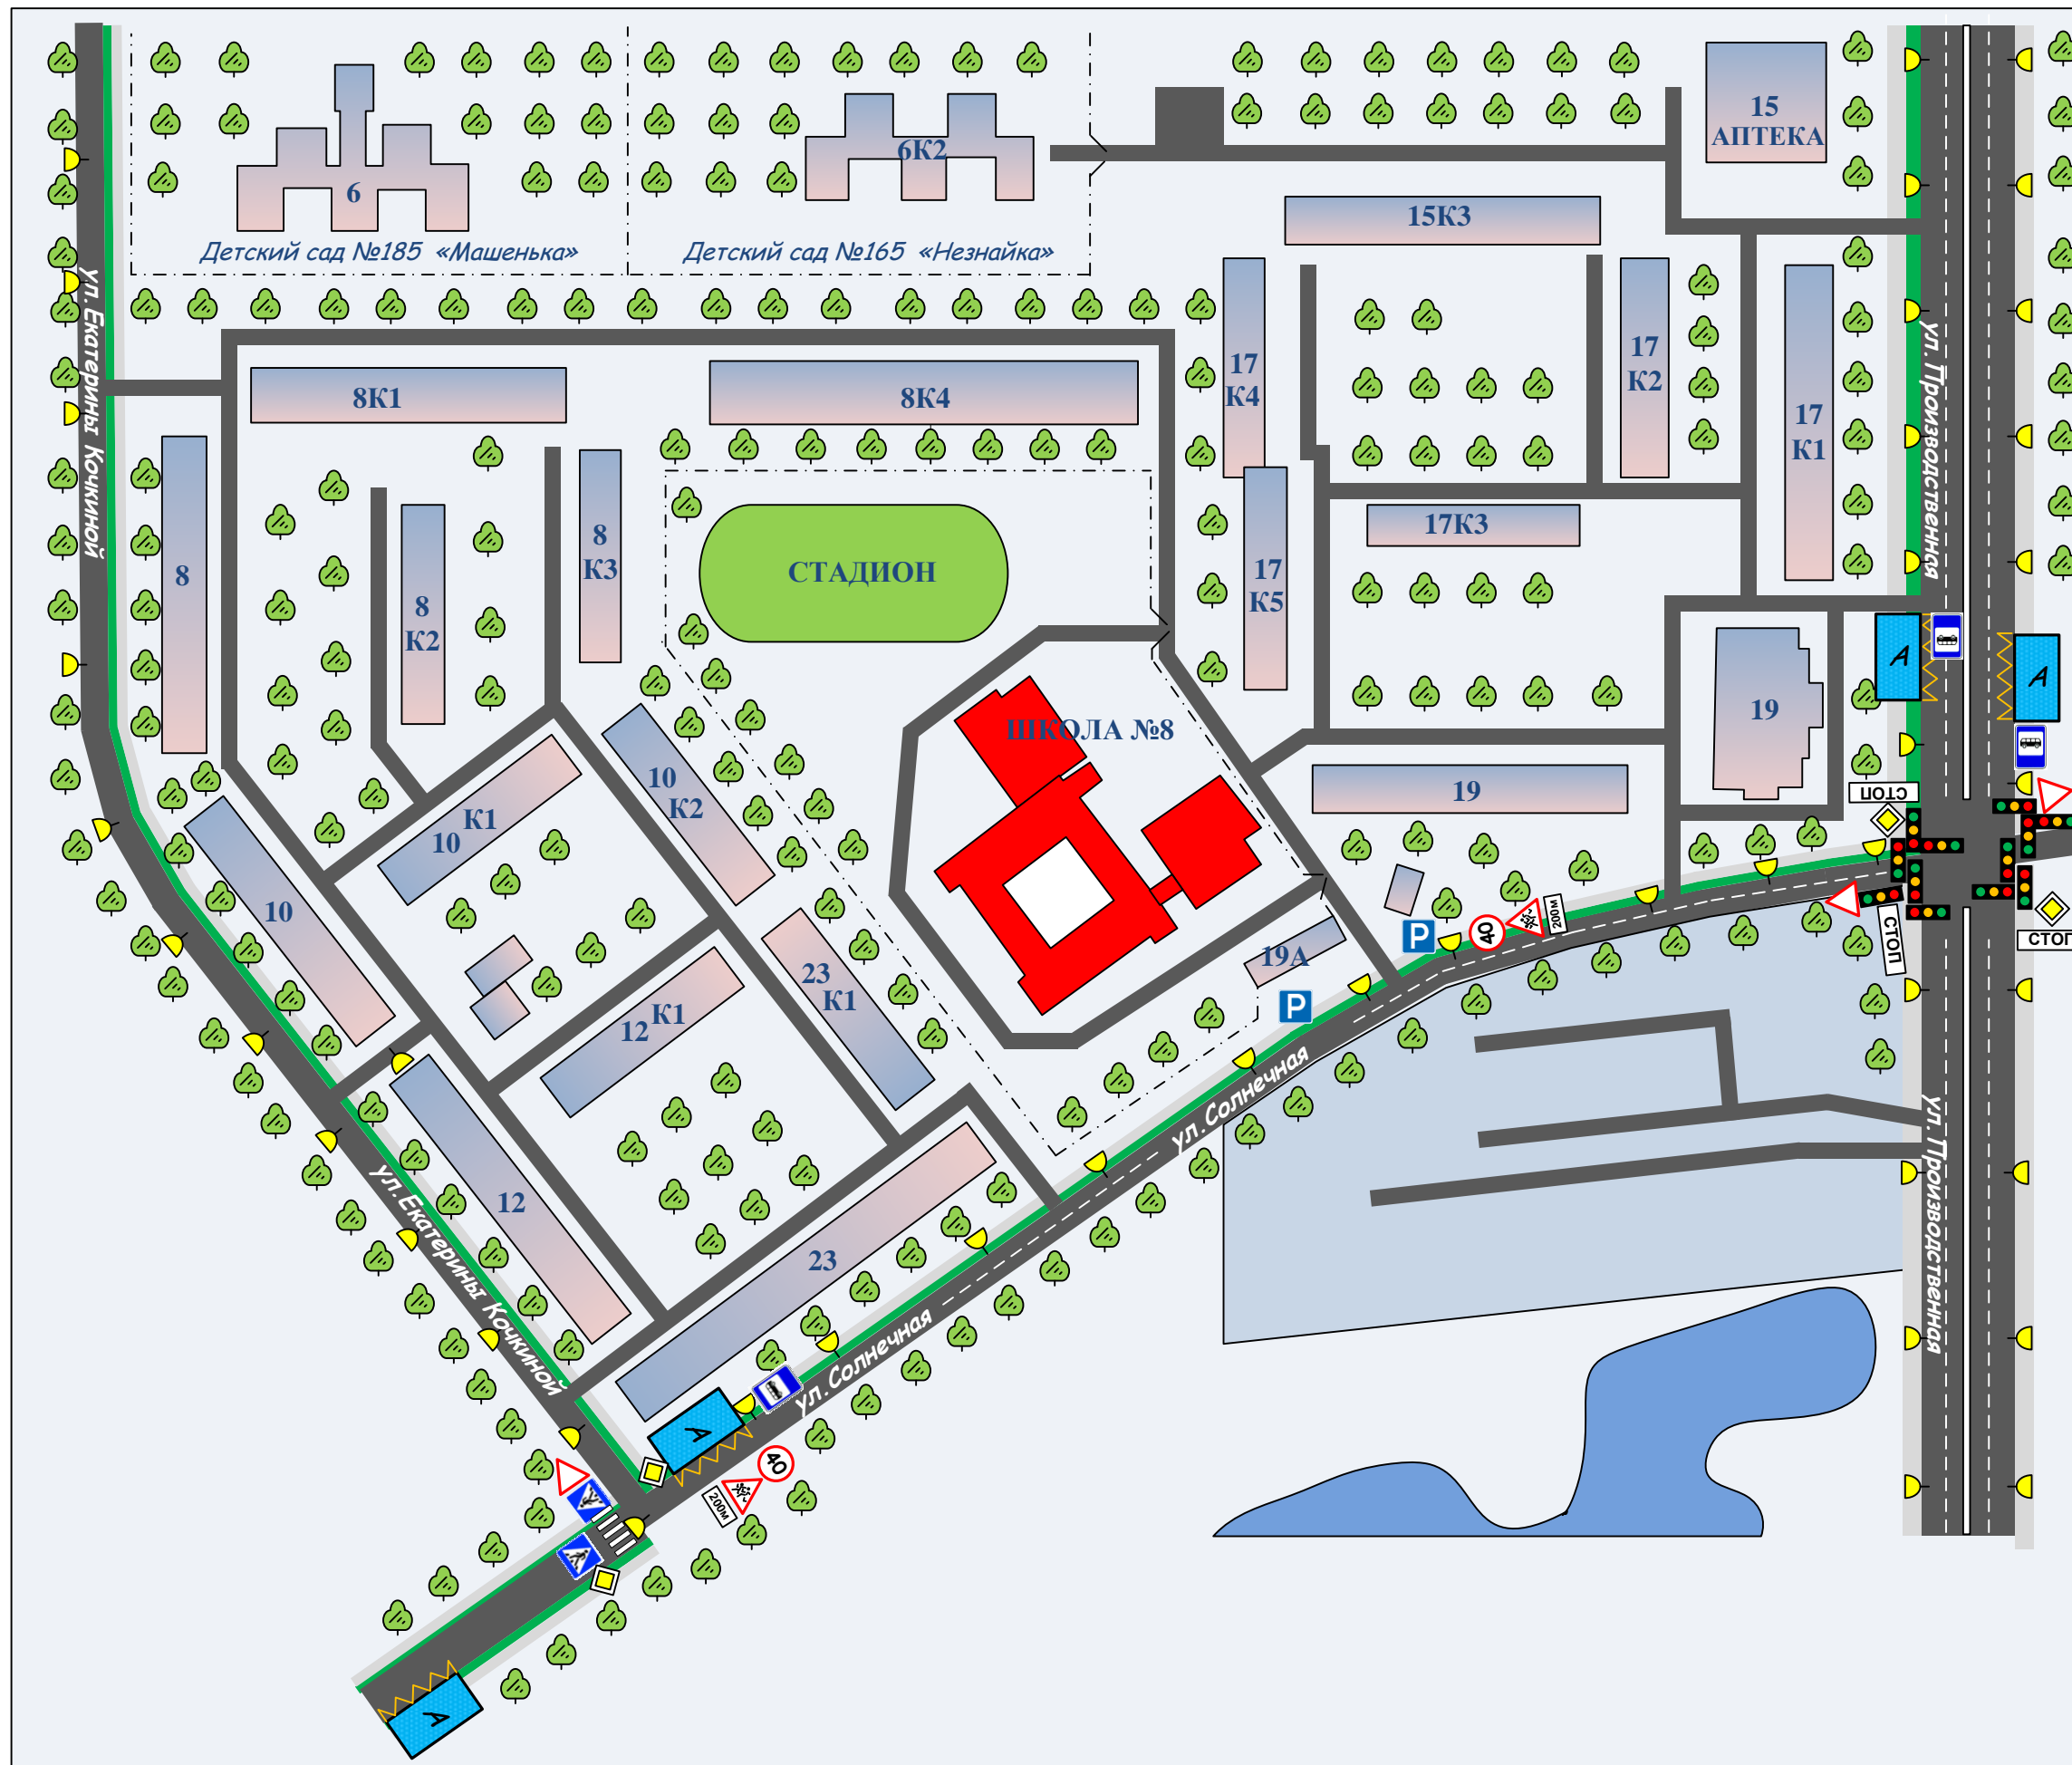 15
АПТЕКА
6К2
6
15К3
Детский сад №185 «Машенька»
Детский сад №165 «Незнайка»
ул. Екатерины Кочкиной
ул. Производственная
17
К4
17
К2
17
К1
8К1
8К4
17К3
8
8
К2
8
К3
СТАДИОН
17
К5
А
А
ШКОЛА №8
19
10
К2
19
10
К1
СТОП
10
23
К1
19А
Р
Р
40
200м
СТОП
СТОП
12
К1
ул. Солнечная
ул. Производственная
12
ул. Екатерины Кочкиной
23
ул. Солнечная
А
40
200м
А